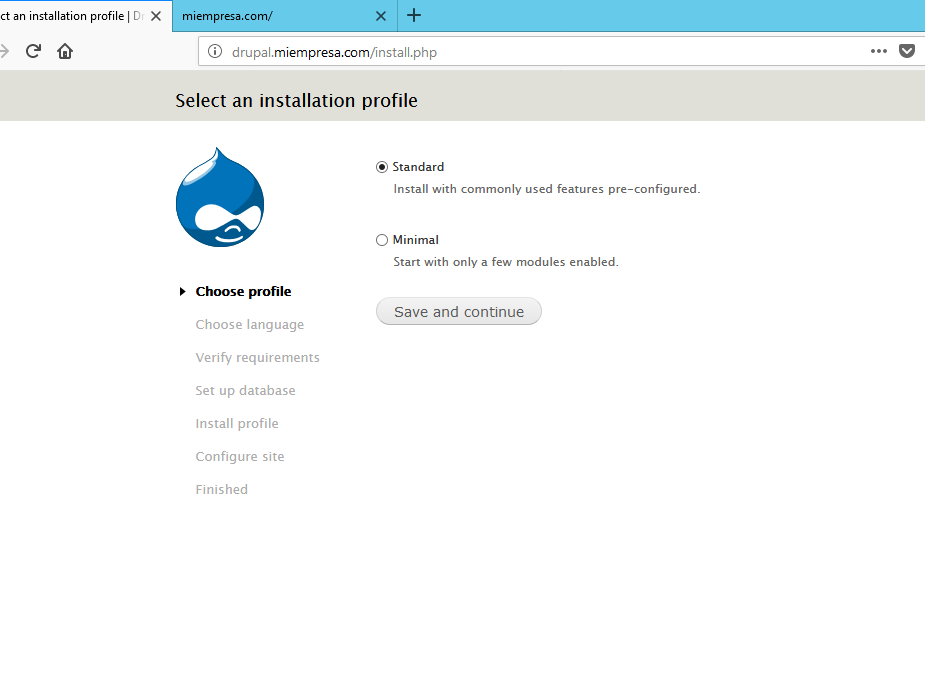 ct an installation profile | Dr
miempresa.com/
drupal.miempresa.com/install.php
Select an installation profile
Standard
Install with commonly used features pre-configured.
Minimal
Start with only a few modules enabled.
Save and continue
Choose profile
Choose language
Verify requirements
Set up database
Install profile
Configure site
Finished